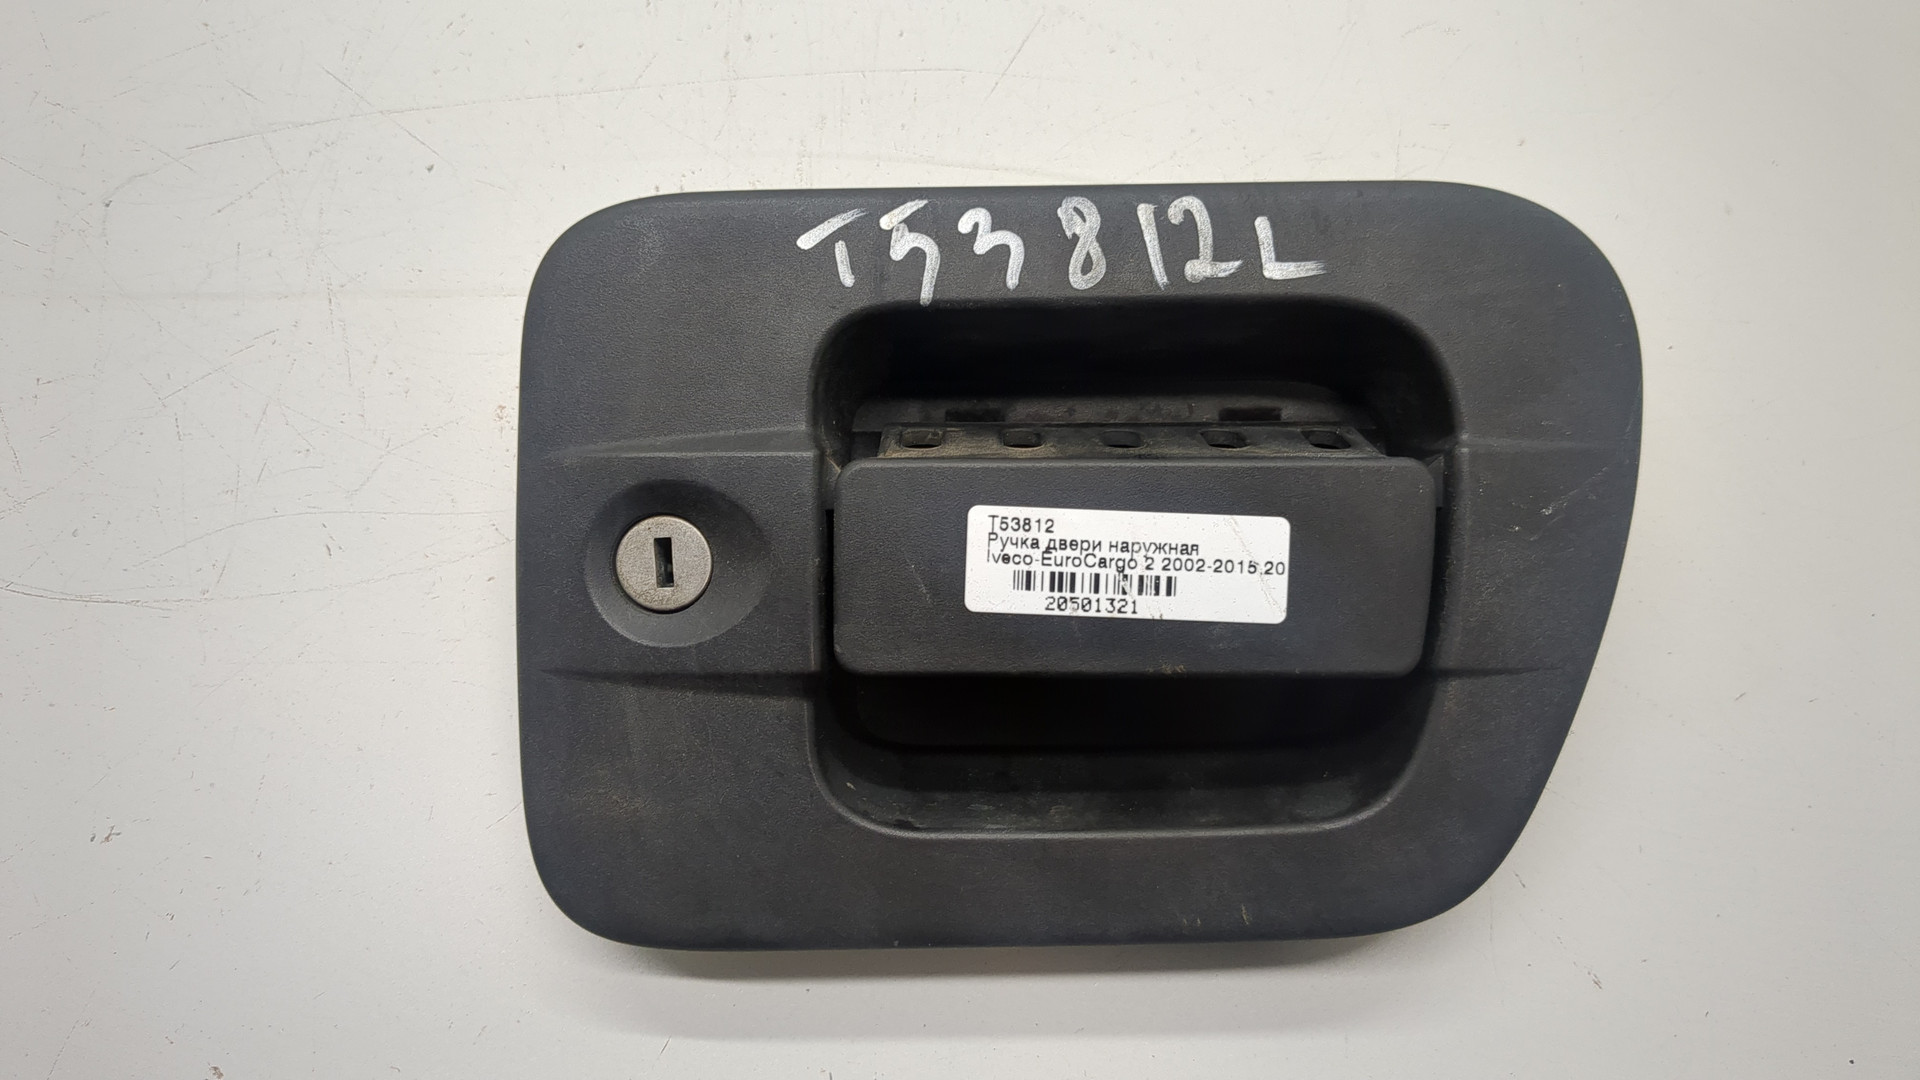 T53812L
T53812
Ручка двери наружная
Iveco-EuroCargo 2 2002-2015 20
20501321